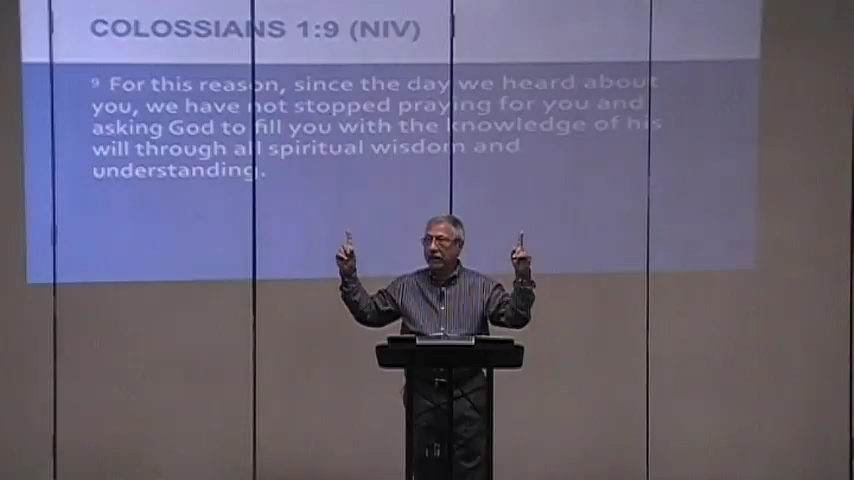 COLOSSIANS 1:9 (NIV)
9 For this reason, since the day we heard about
you, we have not stopped praying for you and
asking God to fill you with the knowledge of his
will through all spiritual wisdom and
understanding.